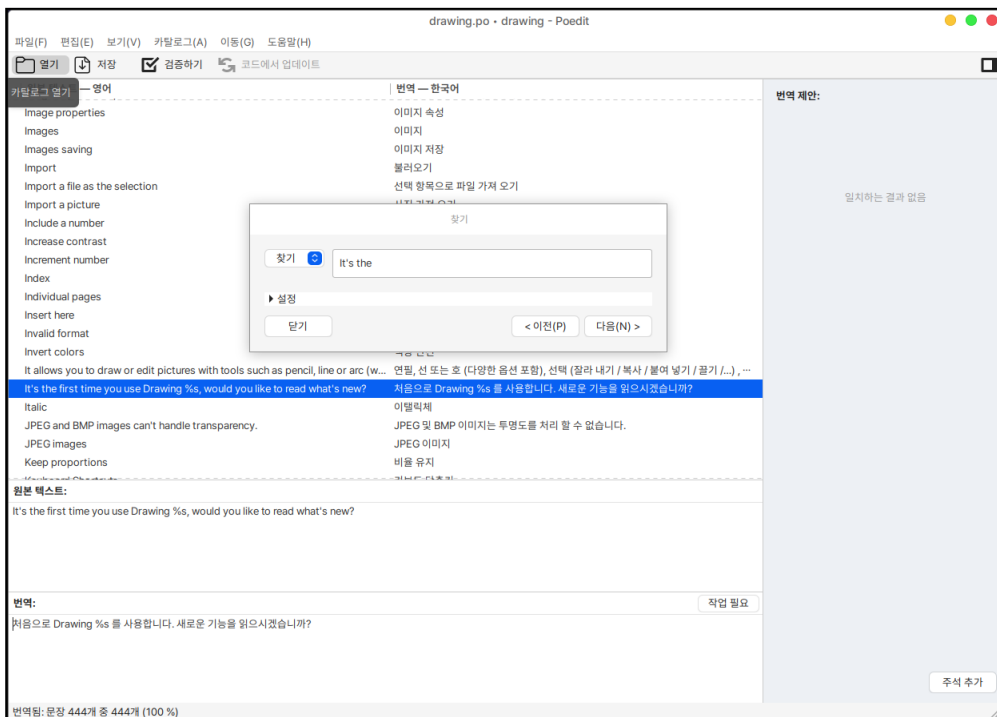 drawing.po • drawing - Poedit
파일(F) 편집(E) 보기(V) 카탈로그(A) 이동(G) 도움말(H)
열기 저장 검증하기 코드에서 업데이트
카탈로그 열기 — 영어 번역 — 한국어
번역 제안:
Image properties 이미지 속성
Images 이미지
Images saving 이미지 저장
Import 불러오기
Import a file as the selection 선택 항목으로 파일 가져 오기
Import a picture
일치하는 결과 없음
Include a number
찾기
Increase contrast
Increment number
찾기 It's the
Index
Individual pages
설정
Insert here
Invalid format
닫기 < 이전(P) 다음(N) >
Invert colors
It allows you to draw or edit pictures with tools such as pencil, line or arc (w... 연필, 선 또는 호 (다양한 옵션 포함), 선택 (잘라 내기 / 복사 / 붙여 넣기 / 끌기 /...) , ...
It's the first time you use Drawing %s, would you like to read what's new? 처음으로 Drawing %s 를 사용합니다. 새로운 기능을 읽으시겠습니까?
Italic 이탤릭체
JPEG and BMP images can't handle transparency. JPEG 및 BMP 이미지는 투명도를 처리 할 수 없습니다.
JPEG images JPEG 이미지
Keep proportions 비율 유지
원본 텍스트:
It's the first time you use Drawing %s, would you like to read what's new?
번역: 작업 필요
처음으로 Drawing %s 를 사용합니다. 새로운 기능을 읽으시겠습니까?
주석 추가
번역됨: 문장 444개 중 444개 (100 %)